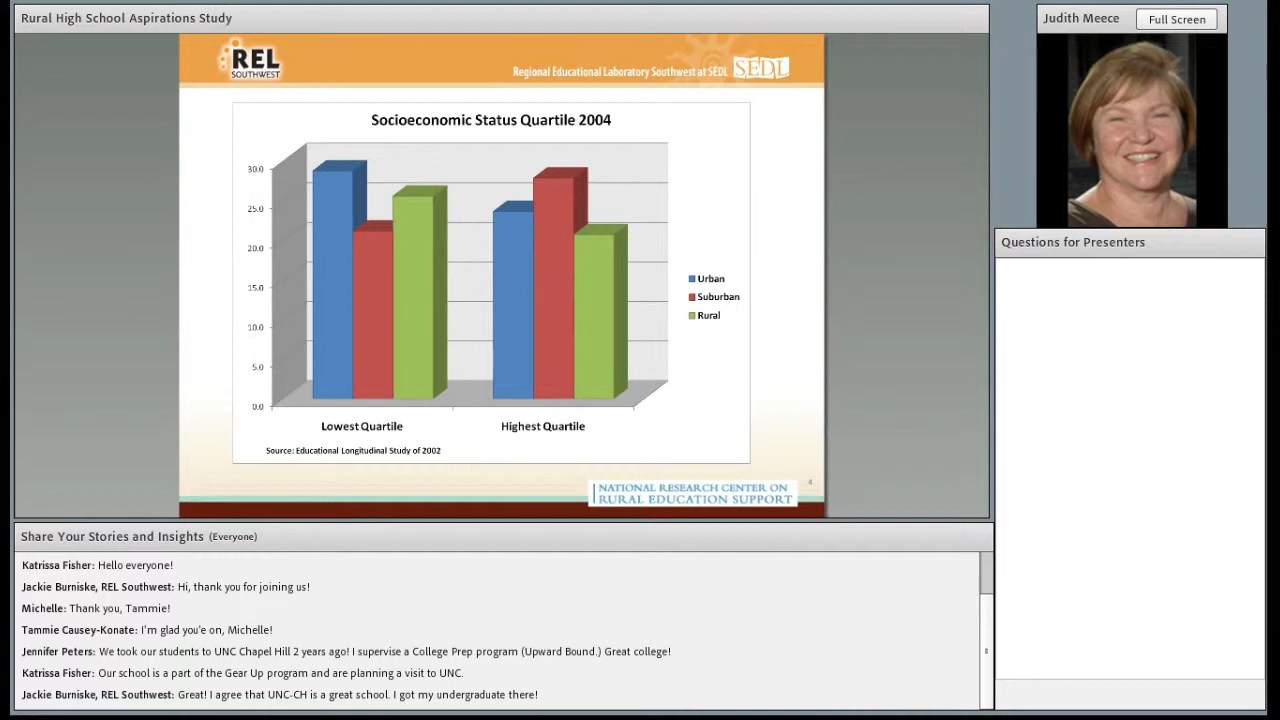 Rural High School Aspirations Study
Judith Meece
Full Screen
REL
SOUTHWEST
Regional Educational Laboratory Southwest at SEDL
SEDL
Socioeconomic Status Quartile 2004
30.0
25.0
20.0
15.0
10.0
5.0
0.0
Urban
Suburban
Rural
Lowest Quartile
Highest Quartile
Source: Educational Longitudinal Study of 2002
4
NATIONAL RESEARCH CENTER ON
RURAL EDUCATION SUPPORT
Questions for Presenters
Share Your Stories and Insights (Everyone)
Katrissa Fisher: Hello everyone!
Jackie Burniske, REL Southwest: Hi, thank you for joining us!
Michelle: Thank you, Tammie!
Tammie Causey-Konate: I'm glad you'e on, Michelle!
Jennifer Peters: We took our students to UNC Chapel Hill 2 years ago! I supervise a College Prep program (Upward Bound.) Great college!
Katrissa Fisher: Our school is a part of the Gear Up program and are planning a visit to UNC.
Jackie Burniske, REL Southwest: Great! I agree that UNC-CH is a great school. I got my undergraduate there!